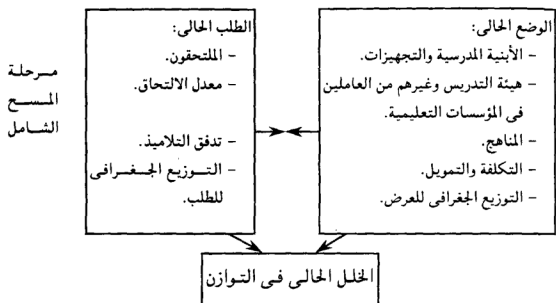 الوضع الحالى:
– الأبنية المدرسية والتجهيزات.
– هيئة التدريس وغيرهم من العاملين
فى المؤسسات التعليمية.
– المناهج.
– التكلفة والتمويل.
– التوزيع الجغرافى للعرض.
الطلب الحالى:
– الملتحقون.
– معدل الالتحاق.
– تدفق التلاميذ.
– التوزيع الجغرافى
للطلب.
مرحلة
المسح
الشامل
الخلل الحالى فى التوازن